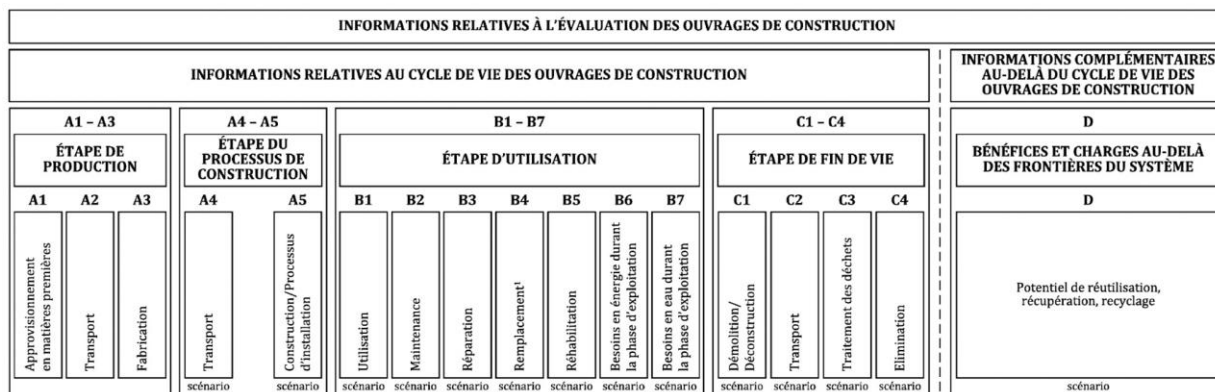 INFORMATIONS RELATIVES À L'ÉVALUATION DES OUVRAGES DE CONSTRUCTION
INFORMATIONS RELATIVES AU CYCLE DE VIE DES OUVRAGES DE CONSTRUCTION
INFORMATIONS COMPLÉMENTAIRES
AU-DELÀ DU CYCLE DE VIE DES
OUVRAGES DE CONSTRUCTION
A1 – A3
ÉTAPE DE
PRODUCTION
A4 – A5
ÉTAPE DU
PROCESSUS DE
CONSTRUCTION
B1 – B7
ÉTAPE D'UTILISATION
C1 – C4
ÉTAPE DE FIN DE VIE
D
BÉNÉFICES ET CHARGES AU-DELÀ
DES FRONTIÈRES DU SYSTÈME
A1
Approvisionnement
en matières premières
A2
Transport
A3
Fabrication
A4
Transport
scénario
A5
Construction/Processus
d'installation
scénario
B1
Utilisation
scénario
B2
Maintenance
scénario
B3
Réparation
scénario
B4
Remplacement¹
scénario
B5
Réhabilitation
scénario
B6
Besoins en énergie durant
la phase d'exploitation
scénario
B7
Besoins en eau durant
la phase d'exploitation
scénario
C1
Démolition/
Déconstruction
scénario
C2
Transport
scénario
C3
Traitement des déchets
scénario
C4
Elimination
scénario
D
Potentiel de réutilisation,
récupération, recyclage
scénario